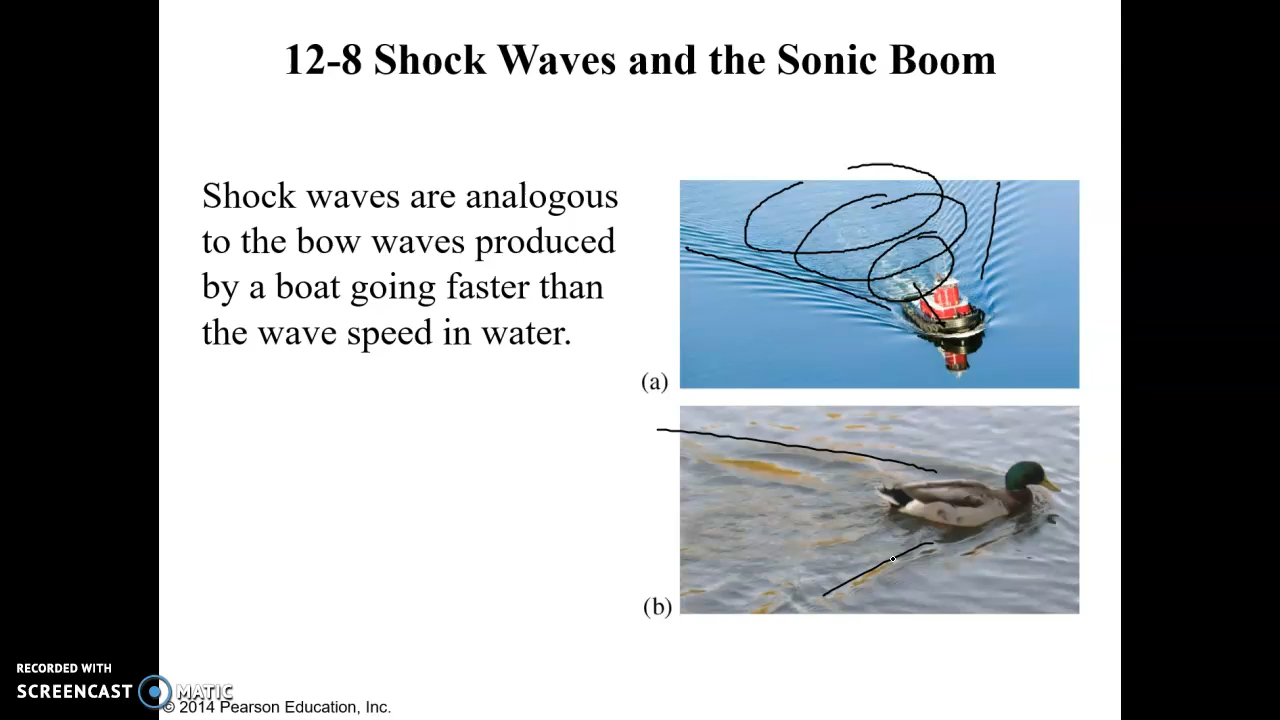 12-8 Shock Waves and the Sonic Boom
Shock waves are analogous
to the bow waves produced
by a boat going faster than
the wave speed in water.
(a)
(b)
RECORDED WITH
SCREENCAST MATIC
© 2014 Pearson Education, Inc.